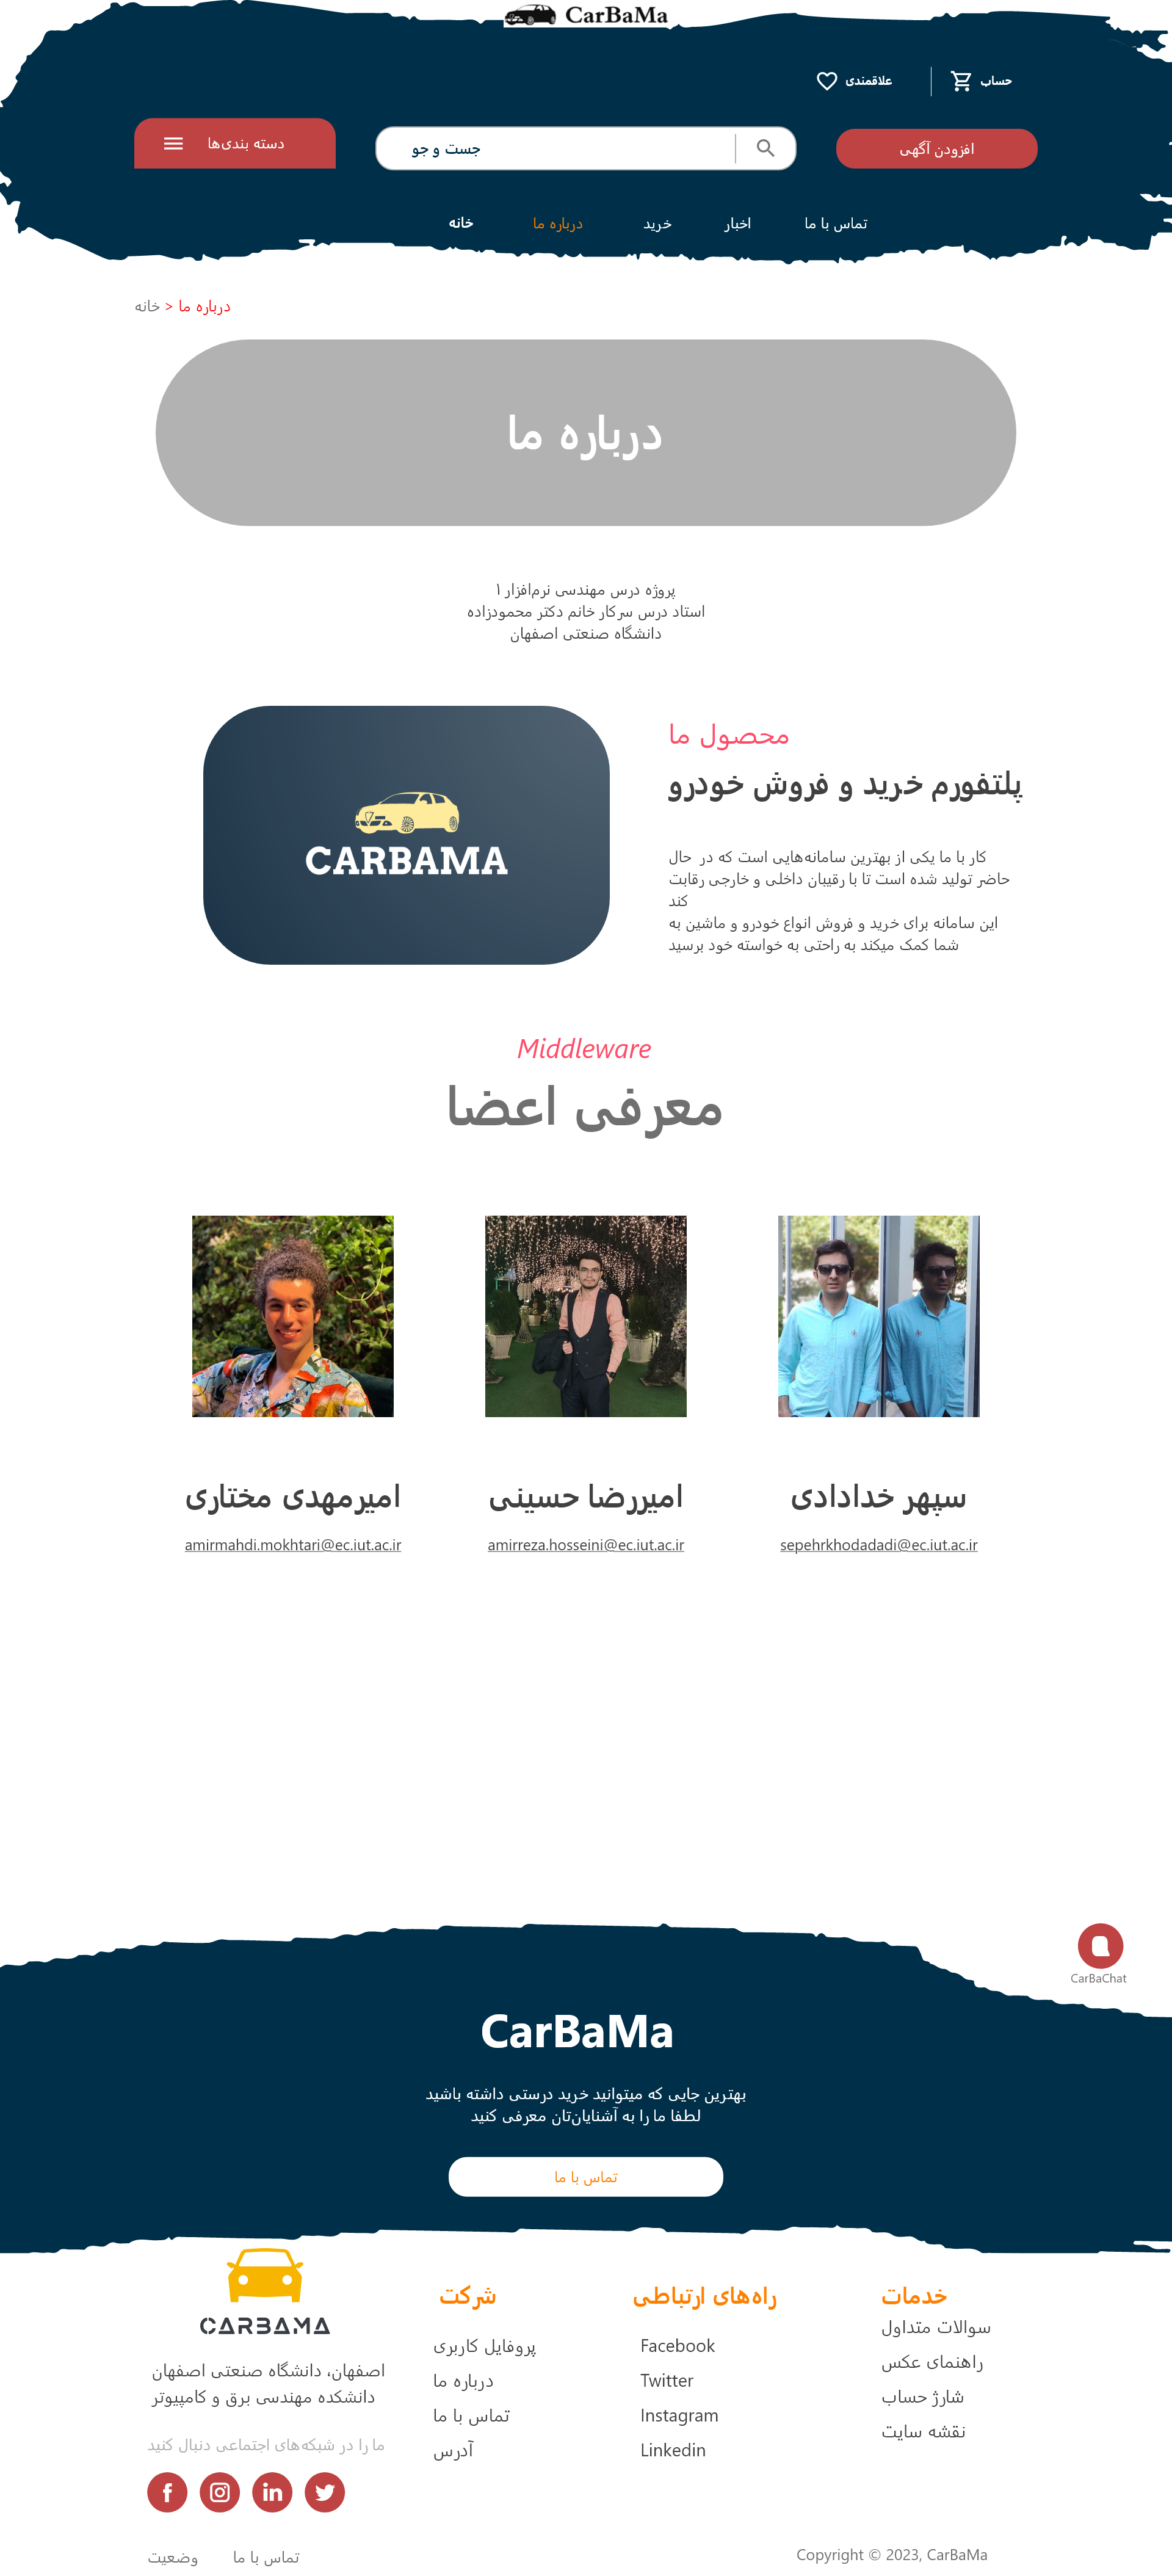 CarBaMa
علاقمندی
حساب
دسته بندی‌ها
جست و جو
افزودن آگهی
خانه
درباره ما
خرید
اخبار
تماس با ما
خانه > درباره ما
درباره ما
پروژه درس مهندسی نرم‌افزار ۱
استاد درس سرکار خانم دکتر محمودزاده
دانشگاه صنعتی اصفهان
CARBAMA
محصول ما
پلتفورم خرید و فروش خودرو
کار با ما یکی از بهترین سامانه‌هایی است که در حال
حاضر تولید شده است تا با رقیبان داخلی و خارجی رقابت
کند
این سامانه برای خرید و فروش انواع خودرو و ماشین به
شما کمک میکند به راحتی به خواسته خود برسید
Middleware
معرفی اعضا
امیرمهدی مختاری
amirmahdi.mokhtari@ec.iut.ac.ir
امیررضا حسینی
amirreza.hosseini@ec.iut.ac.ir
سپهر خدادادی
sepehrkhodadadi@ec.iut.ac.ir
CarBaChat
CarBaMa
بهترین جایی که میتوانید خرید درستی داشته باشید
لطفا ما را به آشنایان‌تان معرفی کنید
تماس با ما
CARBAMA
اصفهان، دانشگاه صنعتی اصفهان
دانشکده مهندسی برق و کامپیوتر
ما را در شبکه‌های اجتماعی دنبال کنید
شرکت
پروفایل کاربری
درباره ما
تماس با ما
آدرس
راه‌های ارتباطی
Facebook
Twitter
Instagram
Linkedin
خدمات
سوالات متداول
راهنمای عکس
شارژ حساب
نقشه سایت
وضعیت
تماس با ما
Copyright © 2023, CarBaMa